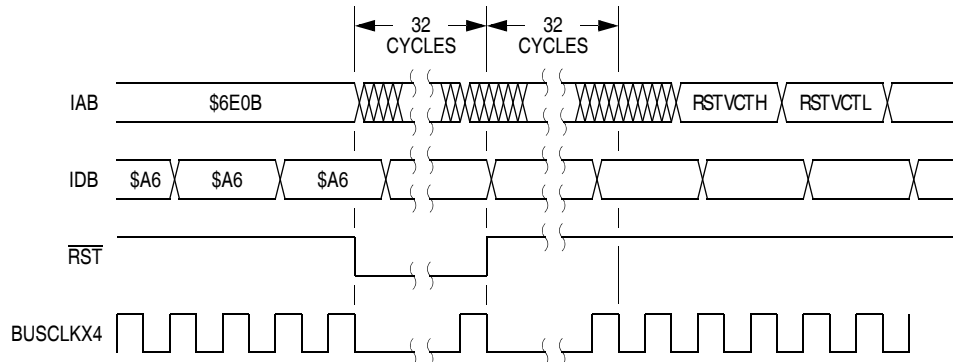 32
CYCLES
32
CYCLES
IAB
$6E0B
RSTVCTH
RSTVCTL
IDB
$A6
$A6
$A6
RST
BUSCLKX4